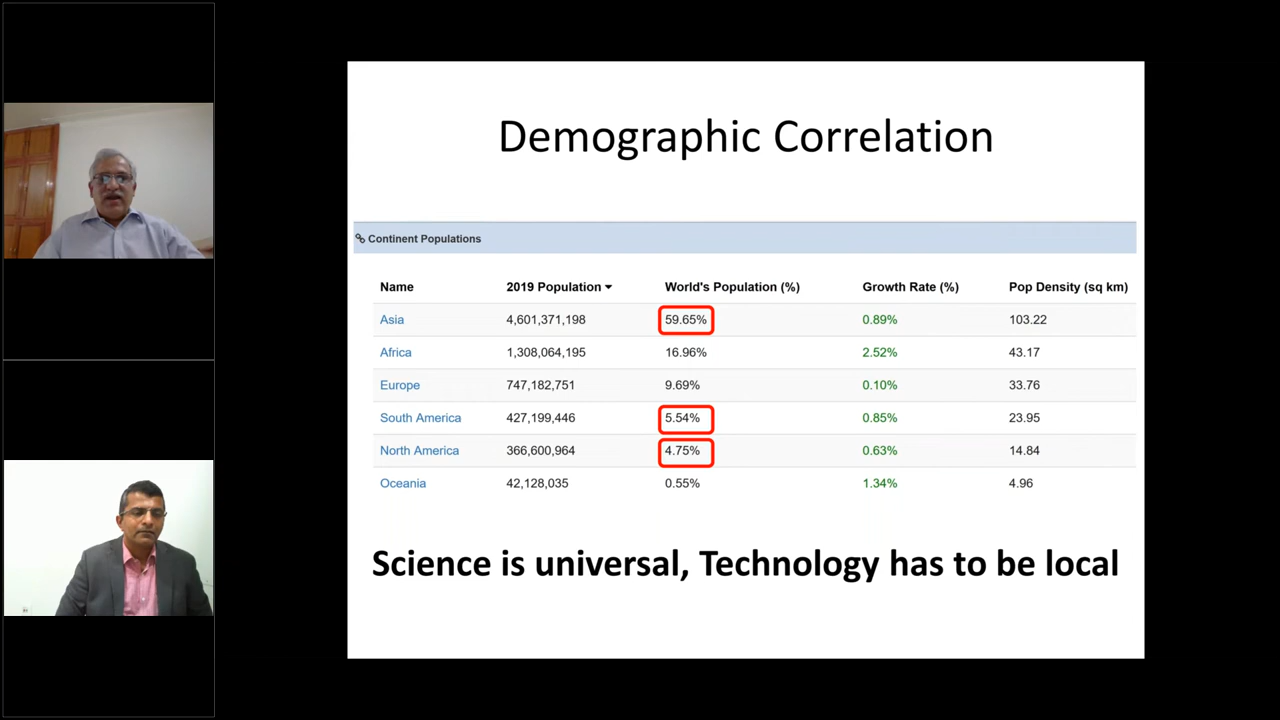 Demographic Correlation
Continent Populations
Name 2019 Population World's Population (%) Growth Rate (%) Pop Density (sq km)
Asia 4,601,371,198 59.65% 0.89% 103.22
Africa 1,308,064,195 16.96% 2.52% 43.17
Europe 747,182,751 9.69% 0.10% 33.76
South America 427,199,446 5.54% 0.85% 23.95
North America 366,600,964 4.75% 0.63% 14.84
Oceania 42,128,035 0.55% 1.34% 4.96
Science is universal, Technology has to be local